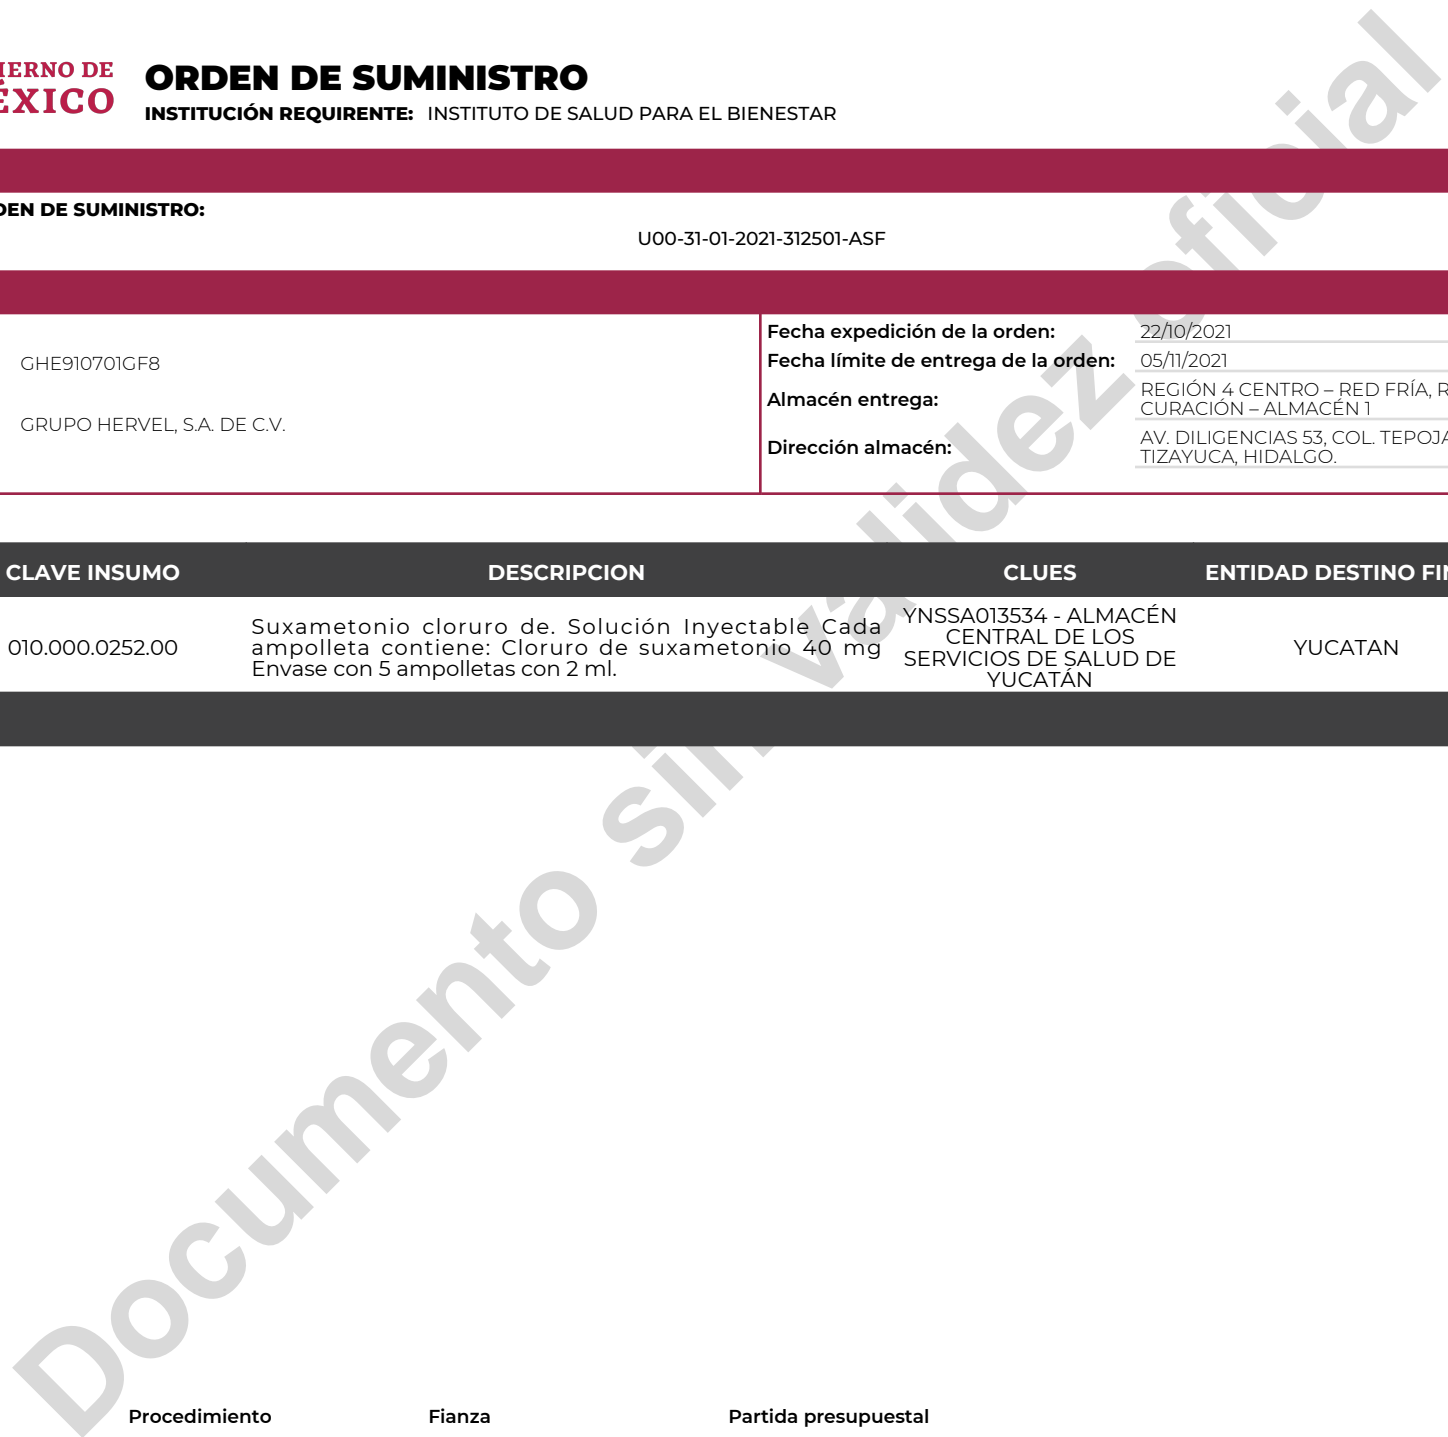 IERNO DE
ÉXICO
ORDEN DE SUMINISTRO
INSTITUCIÓN REQUIRENTE: INSTITUTO DE SALUD PARA EL BIENESTAR
DEN DE SUMINISTRO:
U00-31-01-2021-312501-ASF
GHE910701GF8
GRUPO HERVEL, S.A. DE C.V.
Fecha expedición de la orden: 22/10/2021
Fecha límite de entrega de la orden: 05/11/2021
Almacén entrega: REGIÓN 4 CENTRO – RED FRÍA, R
CURACIÓN – ALMACÉN 1
Dirección almacén: AV. DILIGENCIAS 53, COL. TEPOJA
TIZAYUCA, HIDALGO.
CLAVE INSUMO DESCRIPCION CLUES ENTIDAD DESTINO FIN
010.000.0252.00
Suxametonio cloruro de. Solución Inyectable Cada
ampolleta contiene: Cloruro de suxametonio 40 mg
Envase con 5 ampolletas con 2 ml.
YNSSA013534 - ALMACÉN
CENTRAL DE LOS
SERVICIOS DE SALUD DE
YUCATÁN
YUCATAN
Documento sin validez oficial
Procedimiento Fianza Partida presupuestal